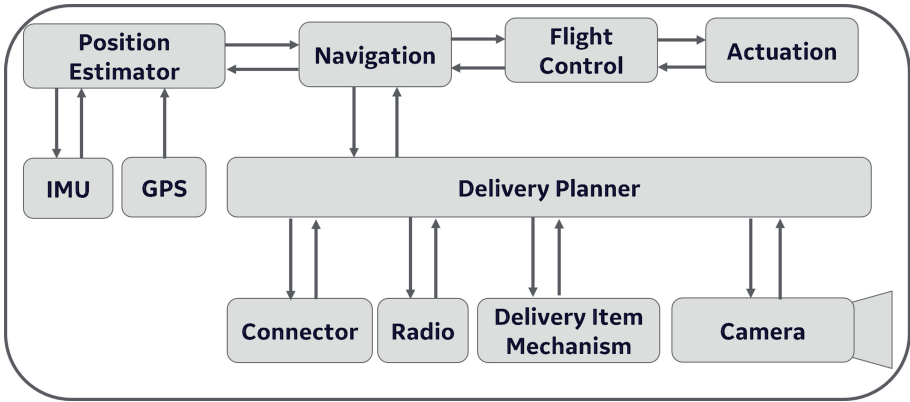 Position
Estimator
Navigation
Flight
Control
Actuation
IMU
GPS
Delivery Planner
Connector
Radio
Delivery Item
Mechanism
Camera